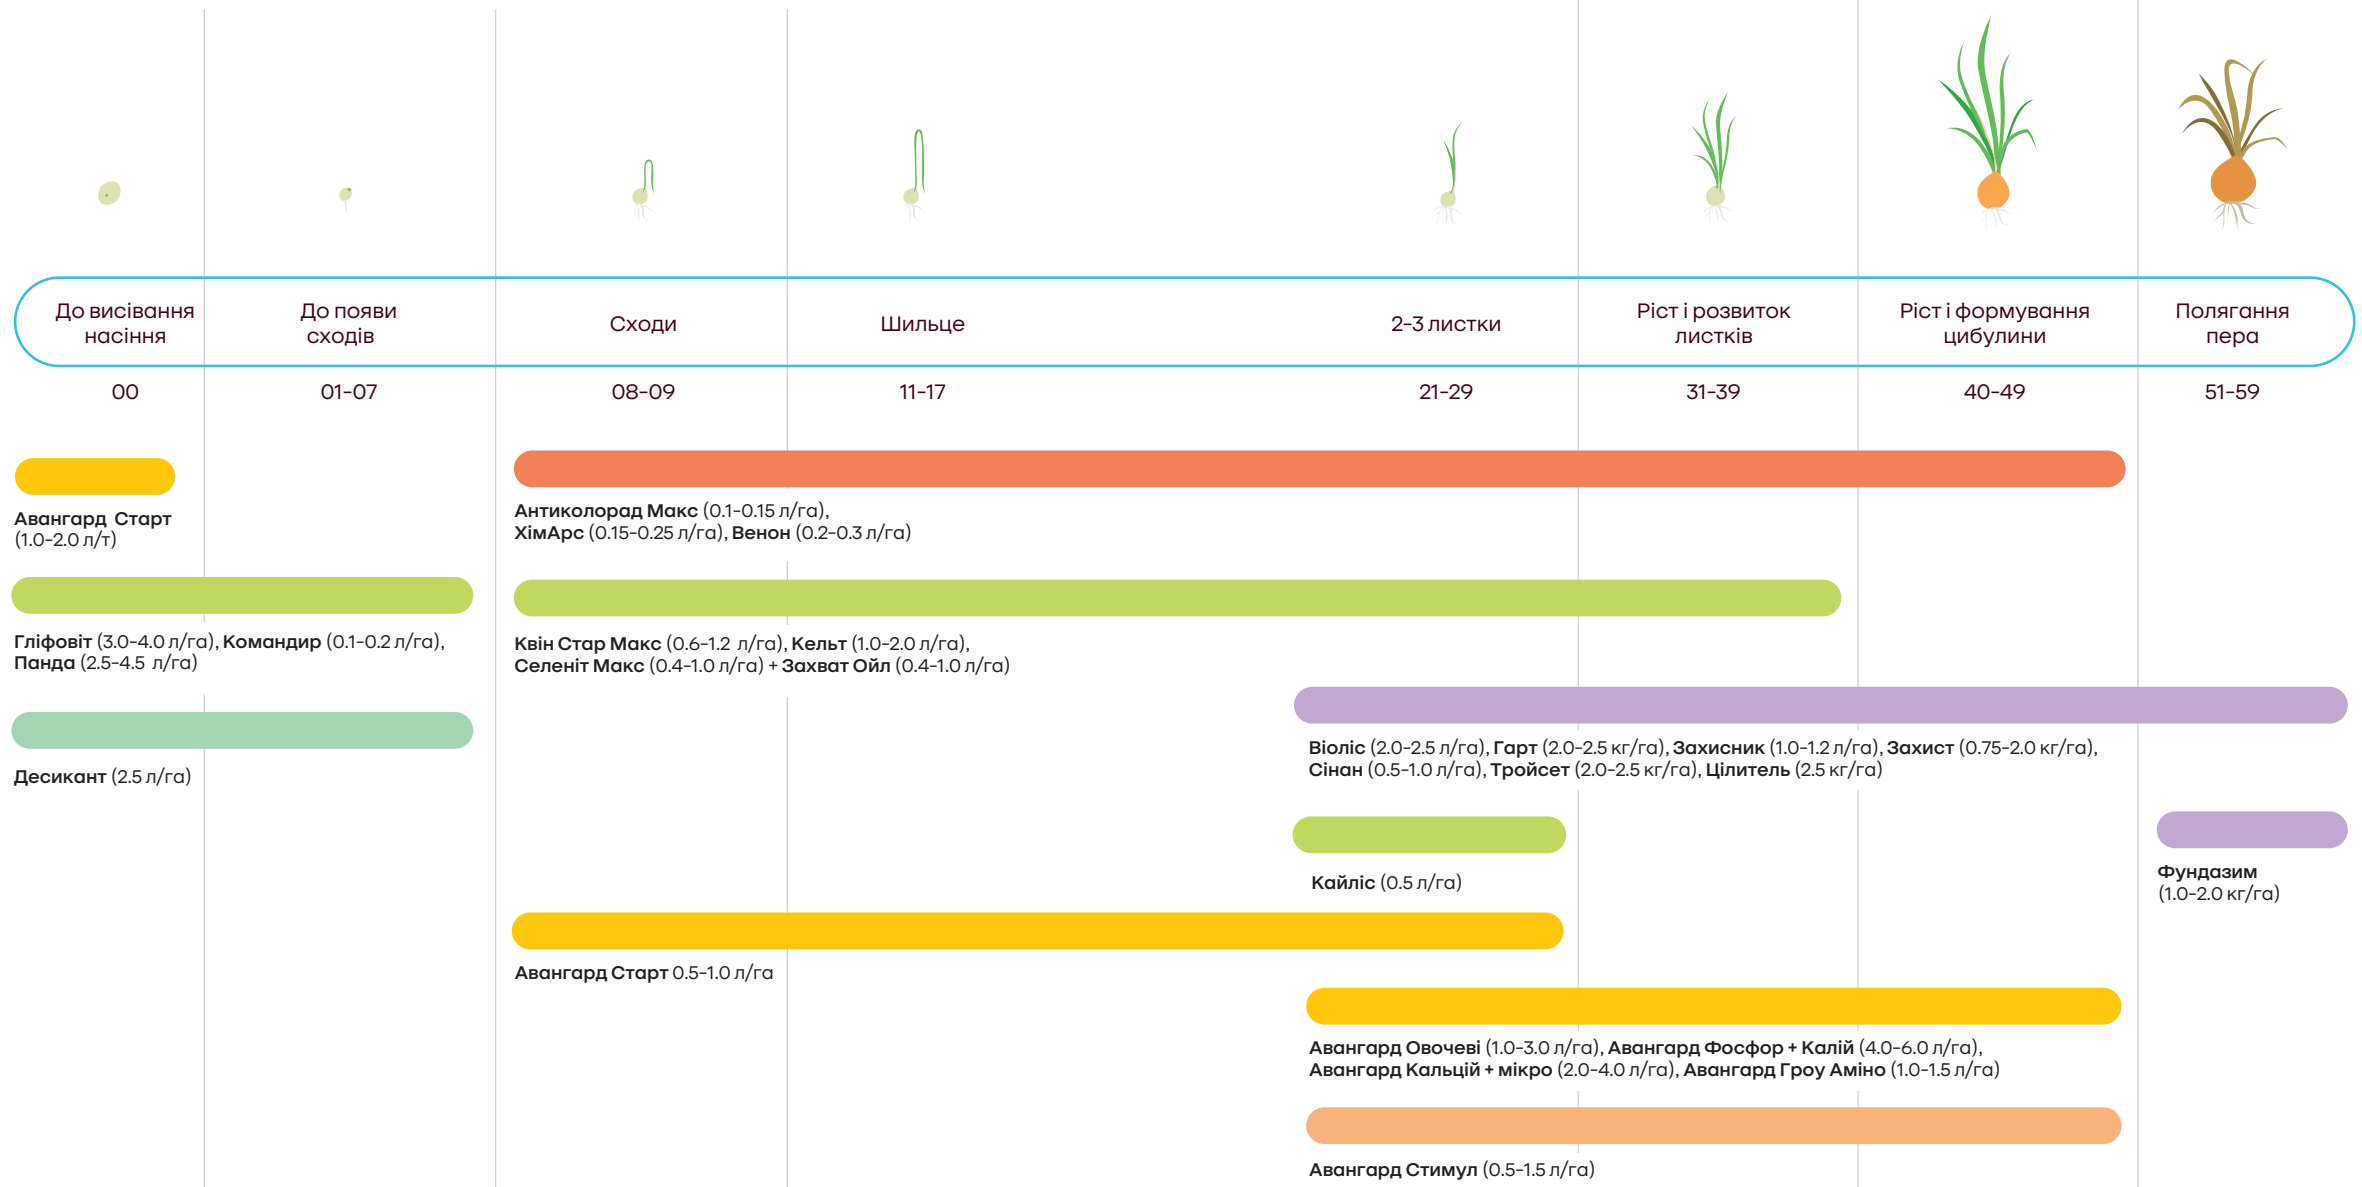 До висівання
насіння
До появи
сходів
Сходи
Шильце
2-3 листки
Ріст і розвиток
листків
Ріст і формування
цибулини
Полягання
пера
00
01-07
08-09
11-17
21-29
31-39
40-49
51-59
Авангард Старт
(1.0-2.0 л/т)
Антиколорад Макс (0.1-0.15 л/га),
ХімАрс (0.15-0.25 л/га), Венон (0.2-0.3 л/га)
Гліфовіт (3.0-4.0 л/га), Командир (0.1-0.2 л/га),
Панда (2.5-4.5 л/га)
Квін Стар Макс (0.6-1.2 л/га), Кельт (1.0-2.0 л/га),
Селеніт Макс (0.4-1.0 л/га) + Захват Ойл (0.4-1.0 л/га)
Десикант (2.5 л/га)
Віоліс (2.0-2.5 л/га), Гарт (2.0-2.5 кг/га), Захисник (1.0-1.2 л/га), Захист (0.75-2.0 кг/га),
Сінан (0.5-1.0 л/га), Тройсет (2.0-2.5 кг/га), Цілитель (2.5 кг/га)
Кайліс (0.5 л/га)
Фундазим
(1.0-2.0 кг/га)
Авангард Старт 0.5-1.0 л/га
Авангард Овочеві (1.0-3.0 л/га), Авангард Фосфор + Калій (4.0-6.0 л/га),
Авангард Кальцій + мікро (2.0-4.0 л/га), Авангард Гроу Аміно (1.0-1.5 л/га)
Авангард Стимул (0.5-1.5 л/га)